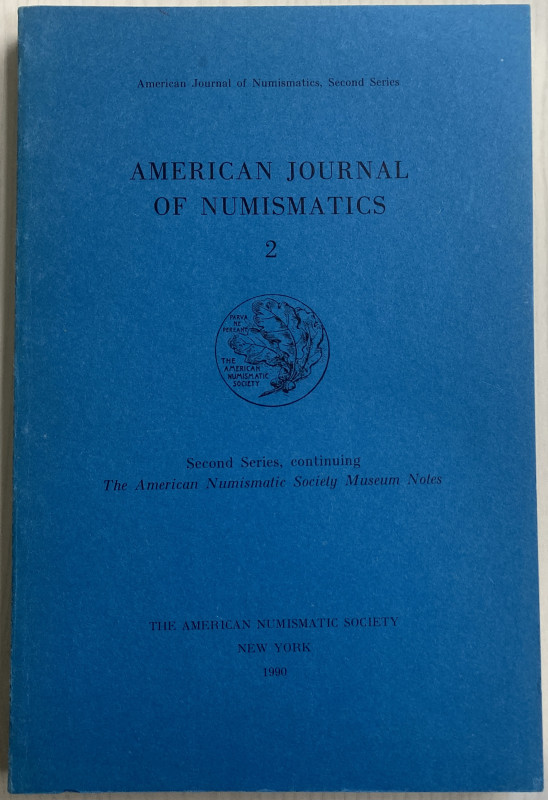 American Journal of Numismatics, Second Series
AMERICAN JOURNAL
OF NUMISMATICS
2
PARVA
NE
PEREANT
THE
AMERICAN
NUMISMATIC
SOCIETY
Second Series, continuing
The American Numismatic Society Museum Notes
THE AMERICAN NUMISMATIC SOCIETY
NEW YORK
1990